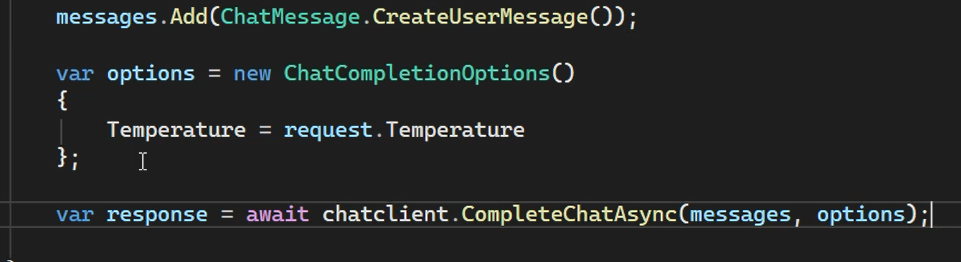 messages.Add(ChatMessage.CreateUserMessage());
var options = new ChatCompletionOptions()
{
Temperature = request.Temperature
};
var response = await chatclient.CompleteChatAsync(messages, options);